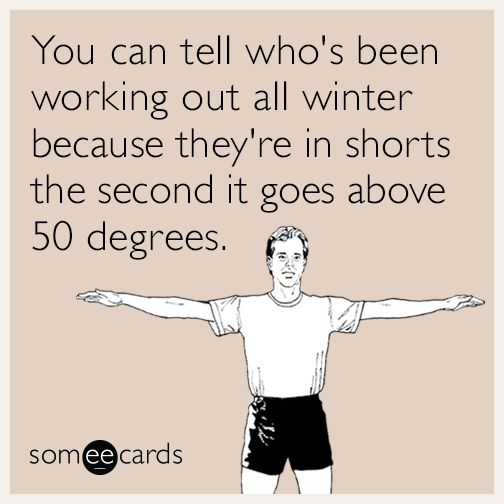 You can tell who's been
working out all winter
because they're in shorts
the second it goes above
50 degrees.
someecards